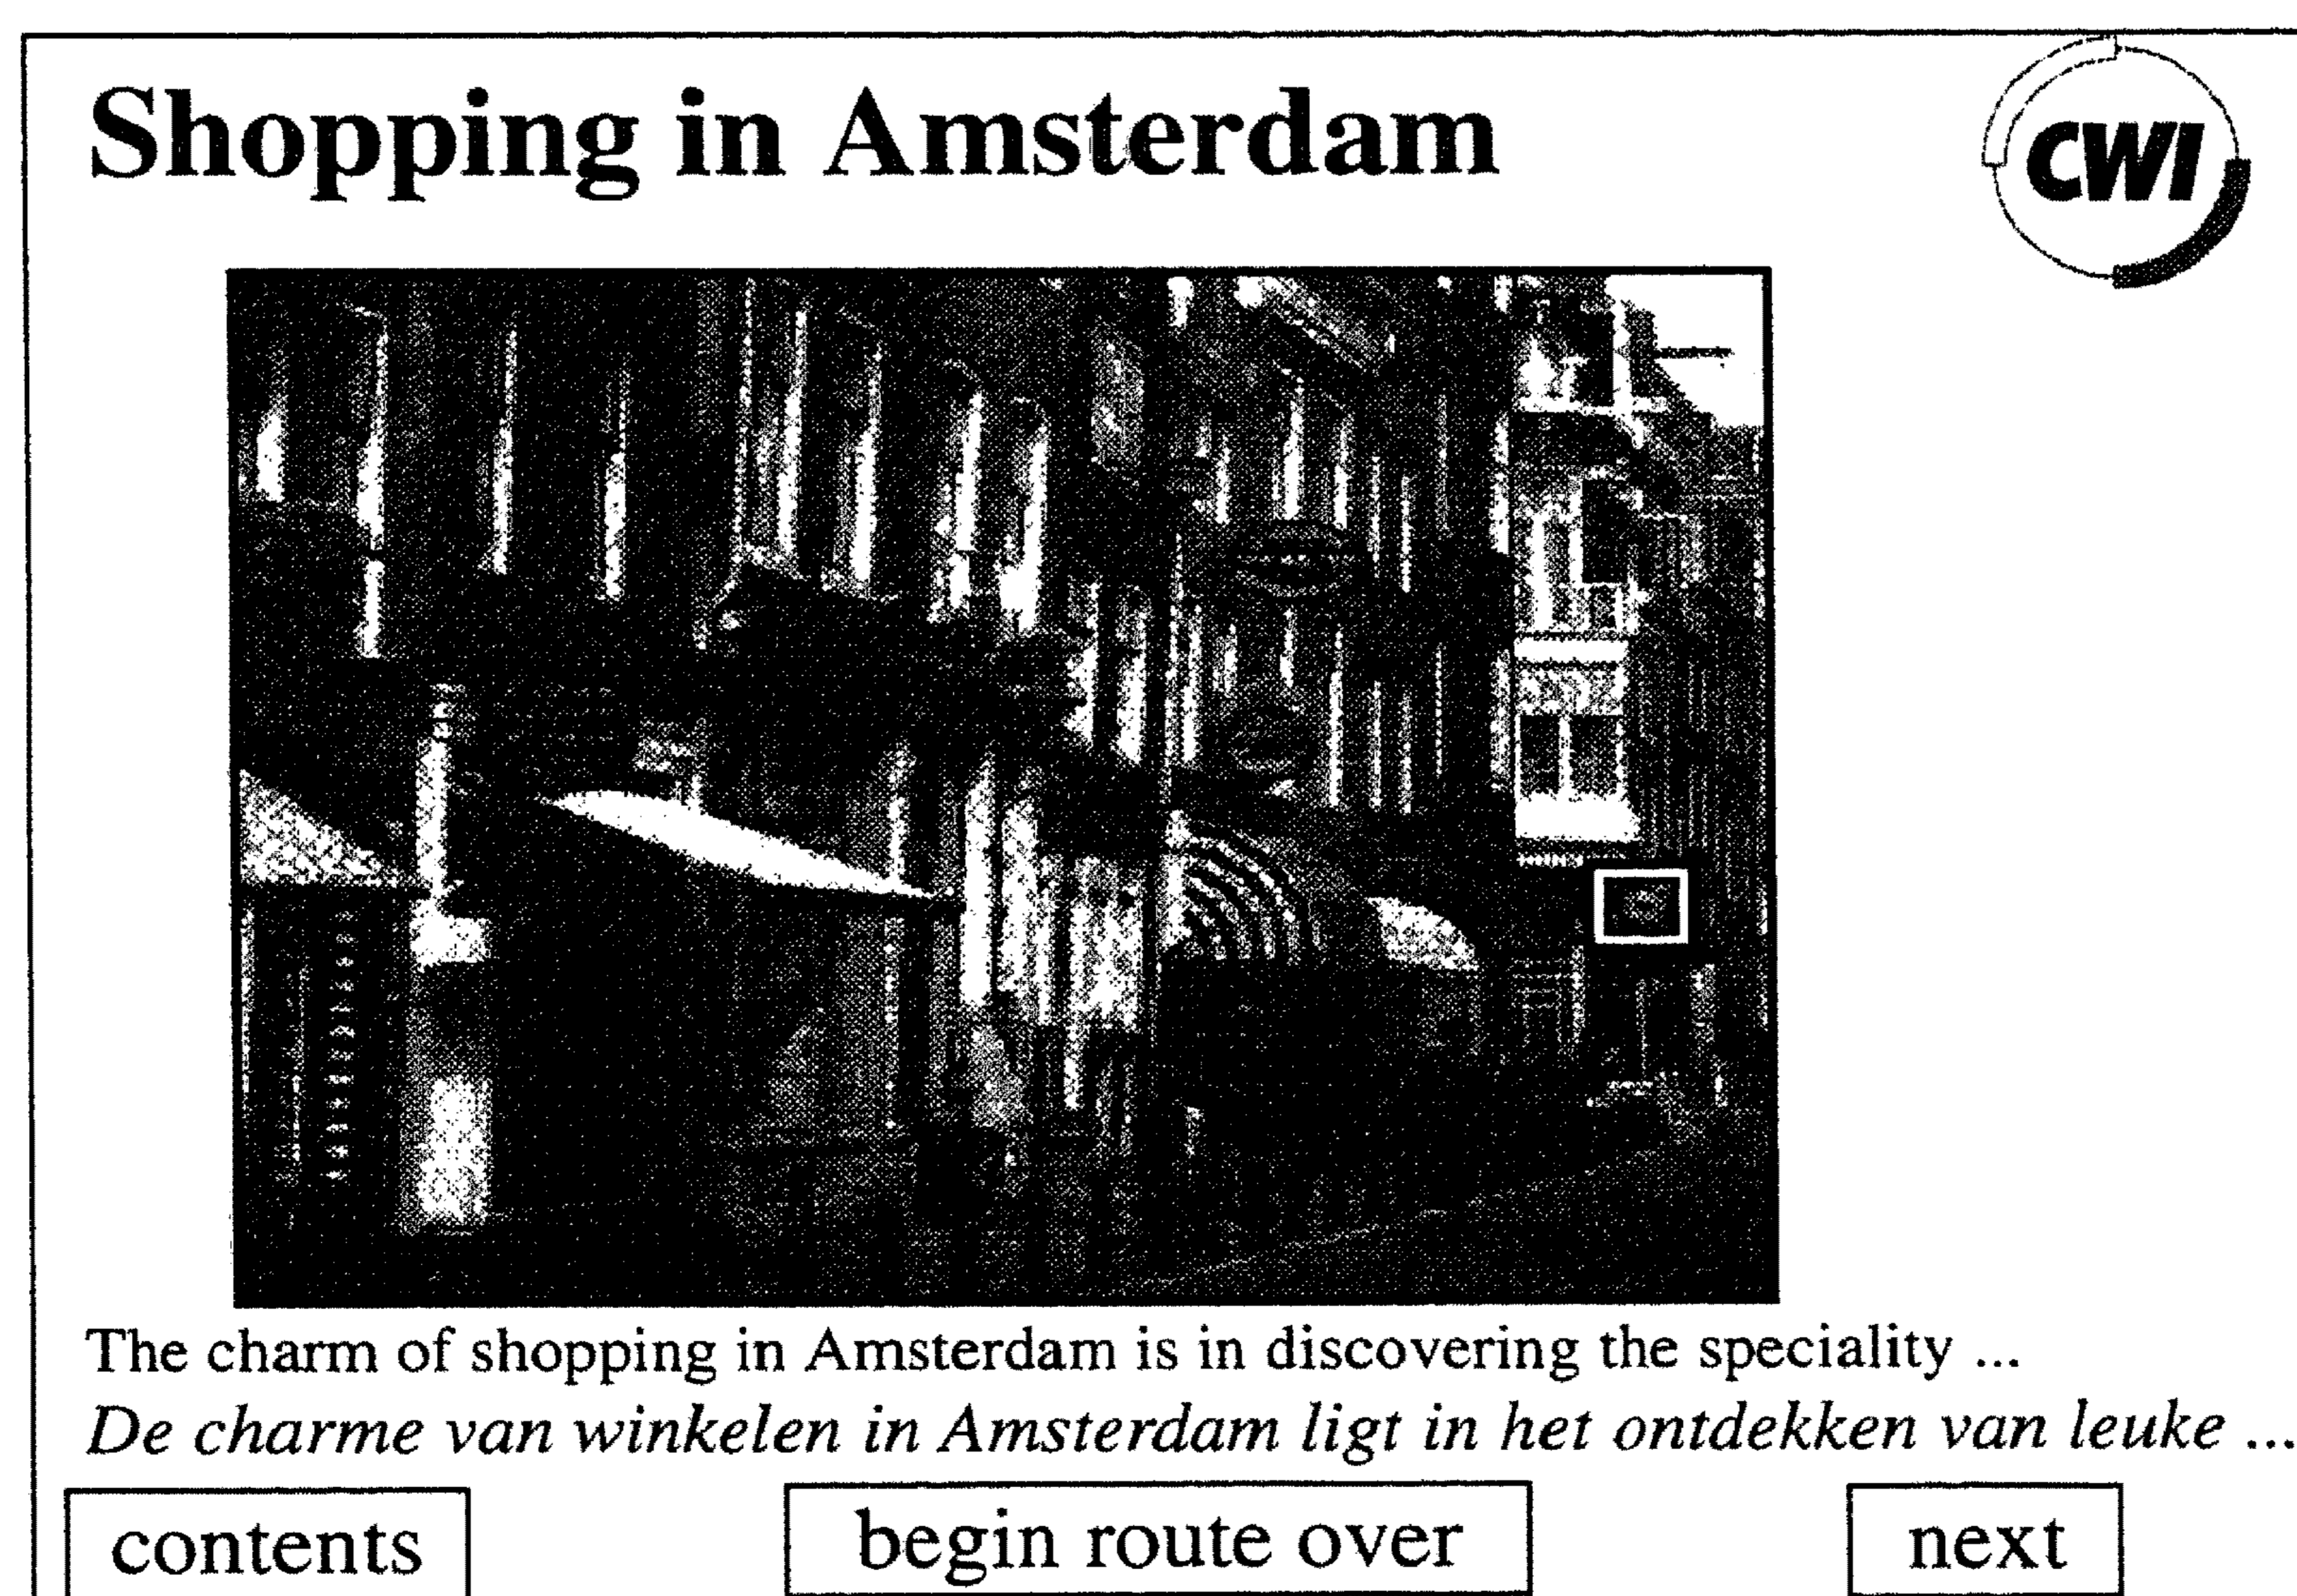 Shopping in Amsterdam
CWI
The charm of shopping in Amsterdam is in discovering the speciality ...
De charme van winkelen in Amsterdam ligt in het ontdekken van leuke ...
contents
begin route over
next